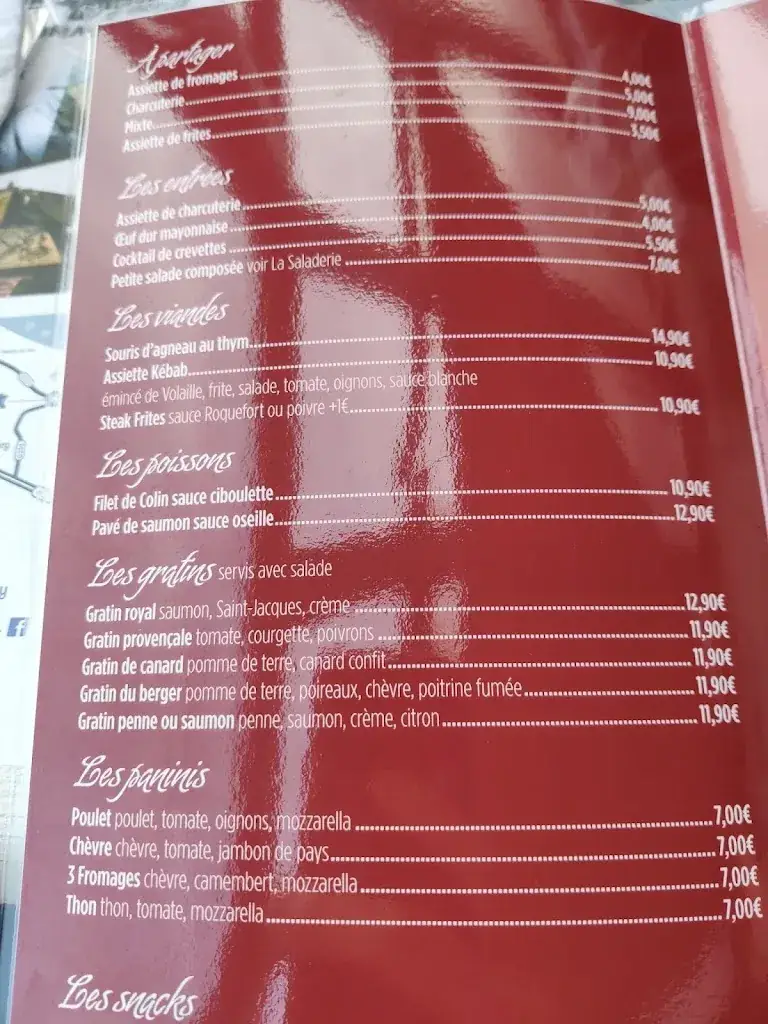 À partager
Assiette de fromages 4,00€
Charcuterie 5,00€
Mixte 9,00€
Assiette de frites 3,50€
Les entrées
Assiette de charcuterie 5,00€
Œuf dur mayonnaise 4,00€
Cocktail de crevettes 5,50€
Petite salade composée voir La Saladerie 7,00€
Les viandes
Souris d'agneau au thym 14,90€
Assiette Kébab 10,90€
émincé de Volaille, frite, salade, tomate, oignons, sauce blanche
Steak Frites sauce Roquefort ou poivre +1€ 10,90€
Les poissons
Filet de Colin sauce ciboulette 10,90€
Pavé de saumon sauce oseille 12,90€
Les gratins servis avec salade
Gratin royal saumon, Saint-Jacques, crème 12,90€
Gratin provençale tomate, courgette, poivrons 11,90€
Gratin de canard pomme de terre, canard confit 11,90€
Gratin du berger pomme de terre, poireaux, chèvre, poitrine fumée 11,90€
Gratin penne ou saumon penne, saumon, crème, citron 11,90€
Les paninis
Poulet poulet, tomate, oignons, mozzarella 7,00€
Chèvre chèvre, tomate, jambon de pays 7,00€
3 Fromages chèvre, camembert, mozzarella 7,00€
Thon thon, tomate, mozzarella 7,00€
Les snacks